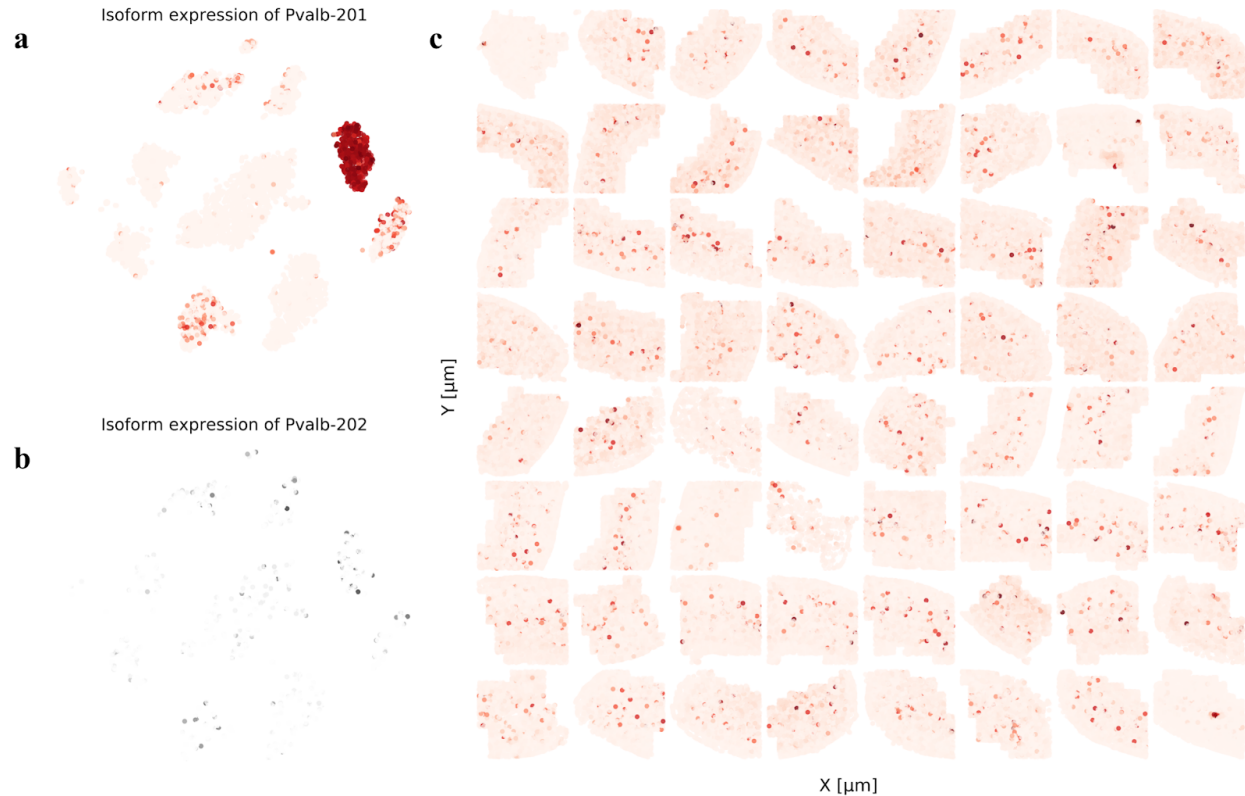 Isoform expression of Pvalb-201
a
c
Isoform expression of Pvalb-202
b
Y [µm]
X [µm]